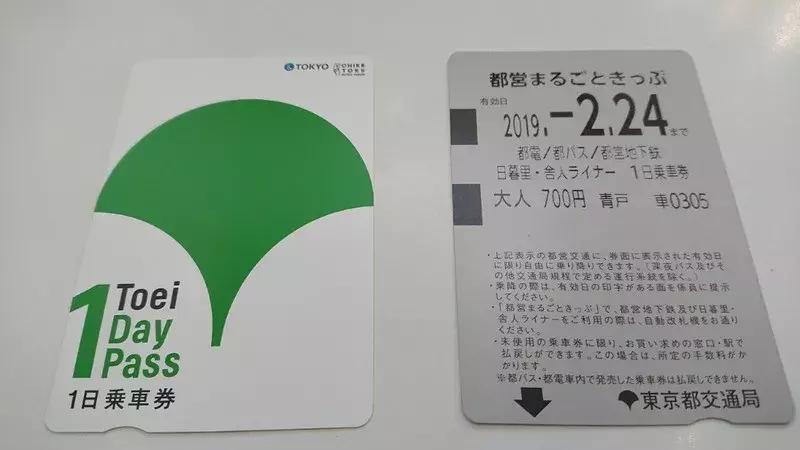 TOKYO
Toei
1 Day
Pass
1日乗車券
都営まるごときっぷ
有効日
2019.-2.24まで
都電/都バス/都営地下鉄
日暮里・舎人ライナー 1日乗車券
大人 700円 青戸 車0305
・上記表示の都営交通に、券面に表示された有効日
に限り自由に乗り降りできます。(深夜バス及びそ
の他交通局規程で定める運行系統を除く。)
・乗降の際は、有効日の印字がある面を係員に提示
してください。
・「都営まるごときっぷ」で、都営地下鉄及び日暮里・
舎人ライナーをご利用の際は、自動改札機をお通り
ください。
・未使用の乗車券に限り、お買い求めの窓口・駅で
払戻しができます。この場合は、所定の手数料がか
かります。
※都バス・都電車内で発売した乗車券は払戻しできません。
東京都交通局